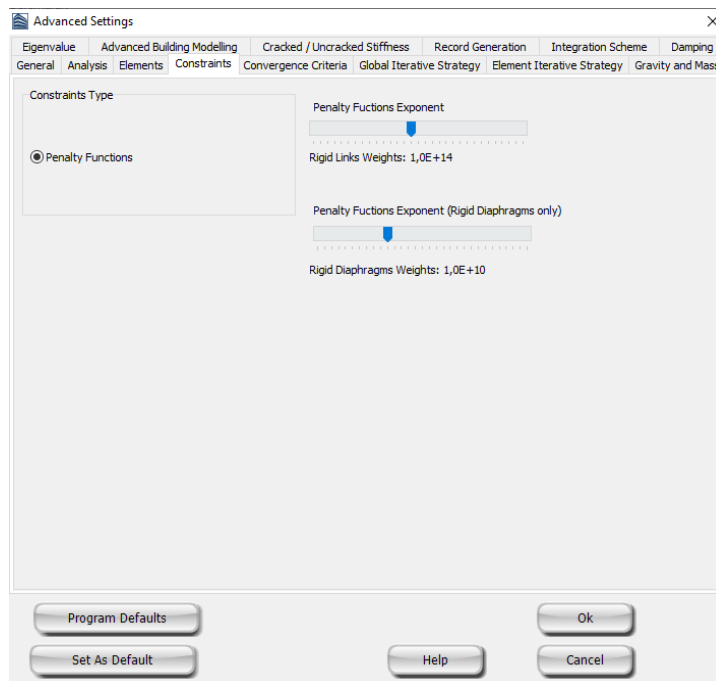 Advanced Settings
Eigenvalue Advanced Building Modelling Cracked / Uncracked Stiffness Record Generation Integration Scheme Damping
General Analysis Elements Constraints Convergence Criteria Global Iterative Strategy Element Iterative Strategy Gravity and Mass
Constraints Type
Penalty Functions
Penalty Fuctions Exponent
Rigid Links Weights: 1,0E+14
Penalty Fuctions Exponent (Rigid Diaphragms only)
Rigid Diaphragms Weights: 1,0E+10
Program Defaults Ok
Set As Default Help Cancel